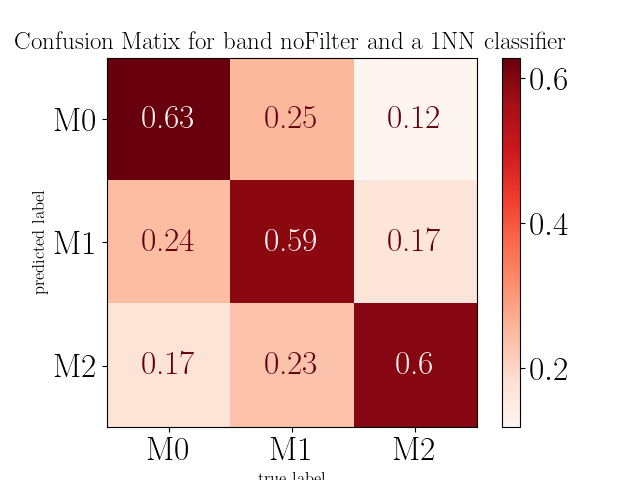 Confusion Matix for band noFilter and a 1NN classifier
M0 0.63 0.25 0.12
M1 0.24 0.59 0.17
M2 0.17 0.23 0.6
M0 M1 M2
predicted label
true label
0.6
0.4
0.2